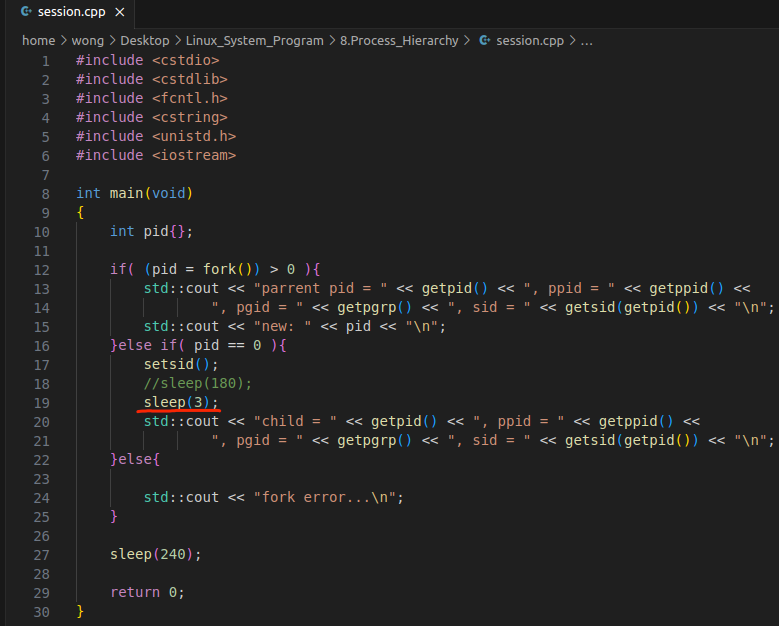 session.cpp ×
home > wong > Desktop > Linux_System_Program > 8.Process_Hierarchy > session.cpp > ...
1 #include <cstdio>
2 #include <cstdlib>
3 #include <fcntl.h>
4 #include <cstring>
5 #include <unistd.h>
6 #include <iostream>
7
8 int main(void)
9 {
10 int pid{};
11
12 if( (pid = fork()) > 0 ){
13 std::cout << "parrent pid = " << getpid() << ", ppid = " << getppid() <<
14 ", pgid = " << getpgrp() << ", sid = " << getsid(getpid()) << "\n";
15 std::cout << "new: " << pid << "\n";
16 }else if( pid == 0 ){
17 setsid();
18 //sleep(180);
19 sleep(3);
20 std::cout << "child = " << getpid() << ", ppid = " << getppid() <<
21 ", pgid = " << getpgrp() << ", sid = " << getsid(getpid()) << "\n";
22 }else{
23
24 std::cout << "fork error...\n";
25 }
26
27 sleep(240);
28
29 return 0;
30 }